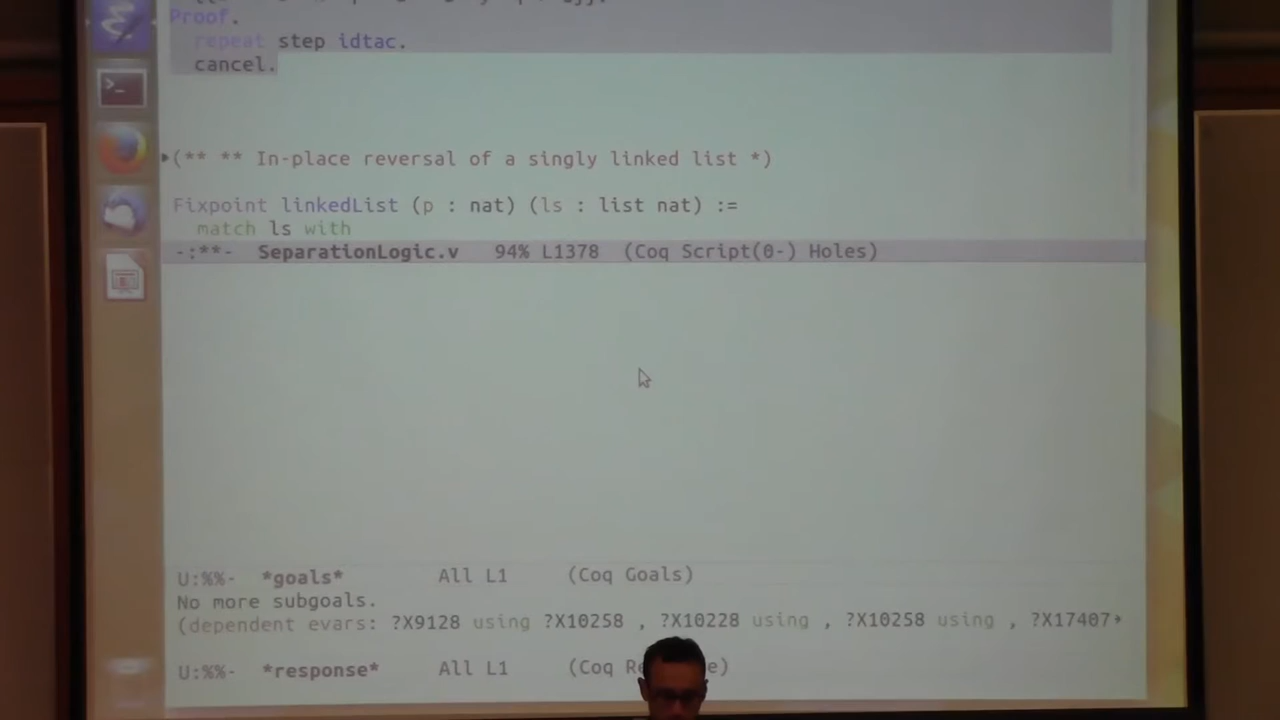 Proof.
repeat step idtac.
cancel.
(** ** In-place reversal of a singly linked list *)
Fixpoint linkedList (p : nat) (ls : list nat) :=
match ls with
-:**- SeparationLogic.v 94% L1378 (Coq Script(0-) Holes)
U:%%- *goals* All L1 (Coq Goals)
No more subgoals.
(dependent evars: ?X9128 using ?X10258 , ?X10228 using , ?X10258 using , ?X17407
U:%%- *response* All L1 (Coq Re e)